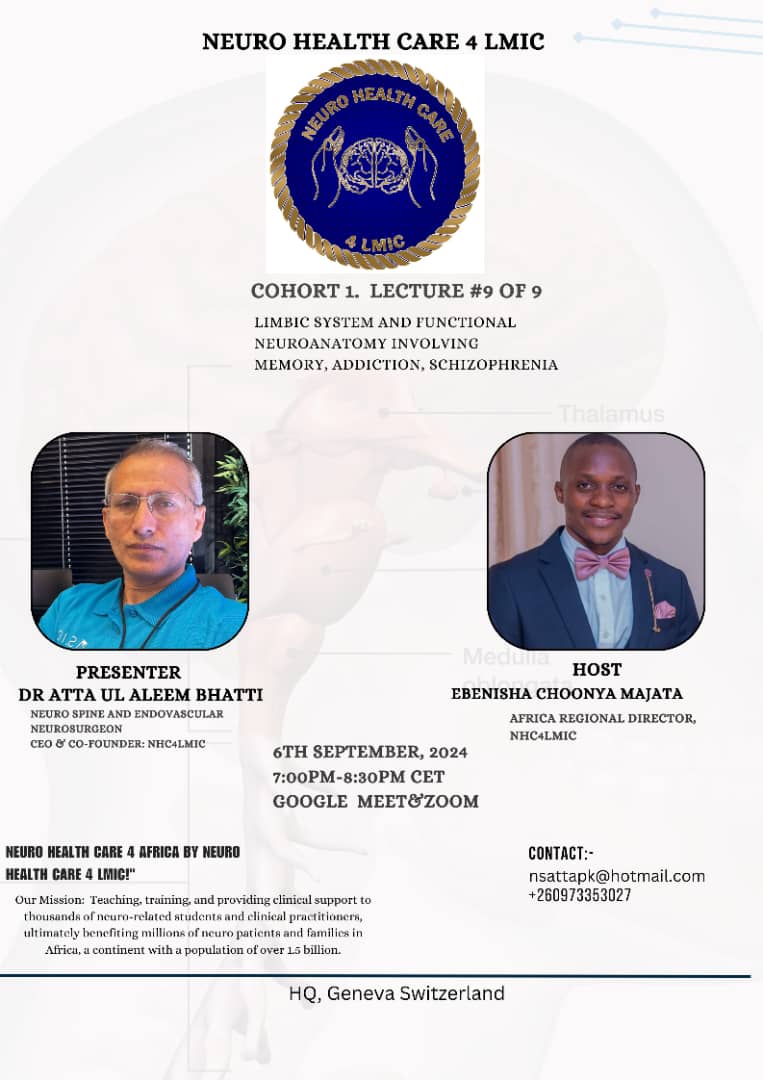 NEURO HEALTH CARE 4 LMIC
NEURO HEALTH CARE
4 LMIC
COHORT 1. LECTURE #9 OF 9
LIMBIC SYSTEM AND FUNCTIONAL
NEUROANATOMY INVOLVING
MEMORY, ADDICTION, SCHIZOPHRENIA
Thalamus
Medulla
oblongata
PRESENTER
DR ATTA UL ALEEM BHATTI
NEURO SPINE AND ENDOVASCULAR
NEUROSURGEON
CEO & CO-FOUNDER: NHC4LMIC
HOST
EBENISHA CHOONYA MAJATA
AFRICA REGIONAL DIRECTOR,
NHC4LMIC
6TH SEPTEMBER, 2024
7:00PM-8:30PM CET
GOOGLE MEET&ZOOM
NEURO HEALTH CARE 4 AFRICA BY NEURO
HEALTH CARE 4 LMIC!"
Our Mission: Teaching, training, and providing clinical support to
thousands of neuro-related students and clinical practitioners,
ultimately benefiting millions of neuro patients and families in
Africa, a continent with a population of over 1.5 billion.
CONTACT:-
nsattapk@hotmail.com
+260973353027
HQ, Geneva Switzerland